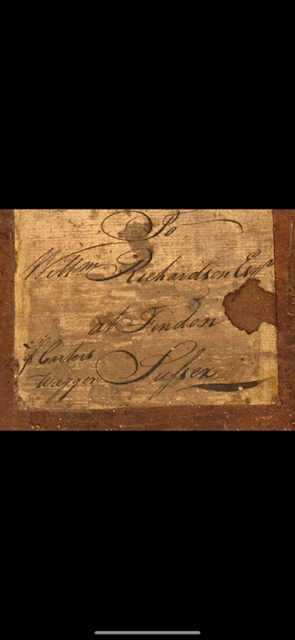 To
Willm Richardson Esqr
at Findon
Sussex
Carters
Waggon